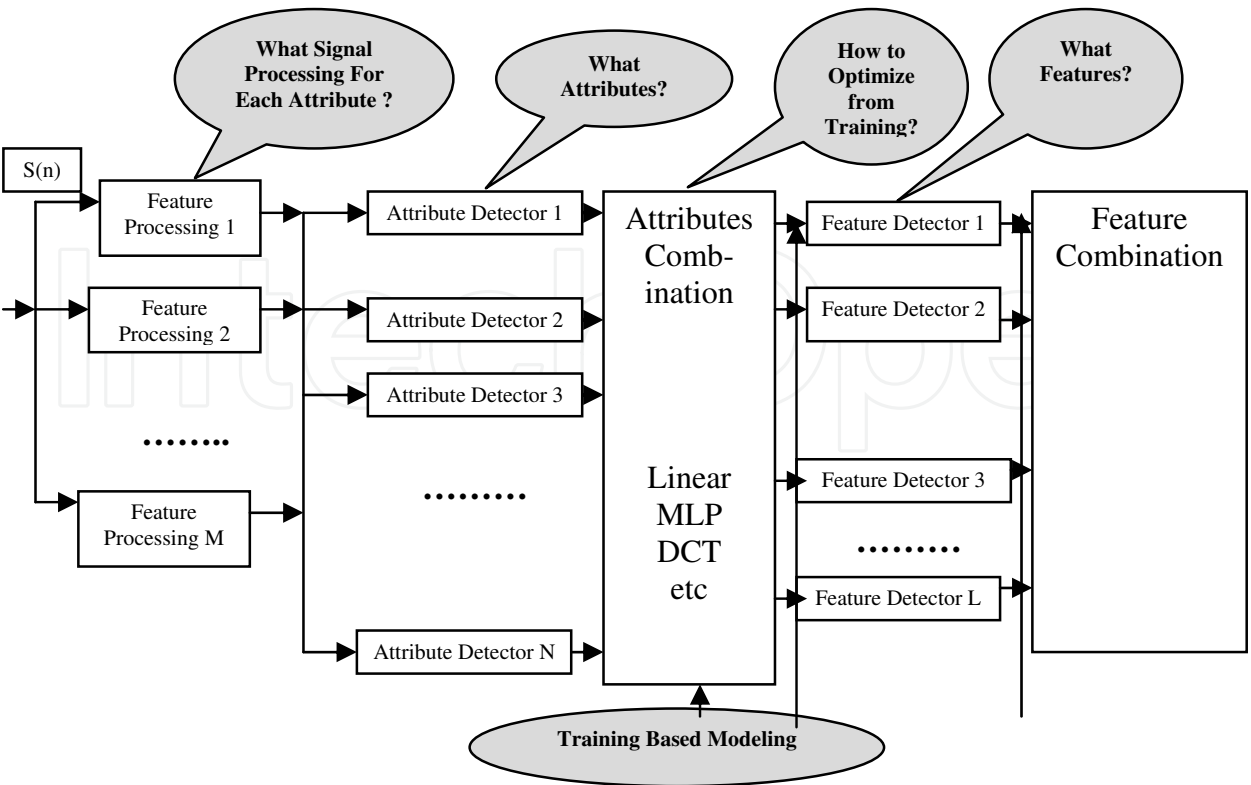 What Signal
Processing For
Each Attribute ?
What
Attributes?
How to
Optimize
from
Training?
What
Features?
S(n)
Feature
Processing 1
Feature
Processing 2
………
Feature
Processing M
Attribute Detector 1
Attribute Detector 2
Attribute Detector 3
………
Attribute Detector N
Attributes
Comb-
ination
Linear
MLP
DCT
etc
Feature Detector 1
Feature Detector 2
Feature Detector 3
………
Feature Detector L
Feature
Combination
Training Based Modeling
IntechOpe